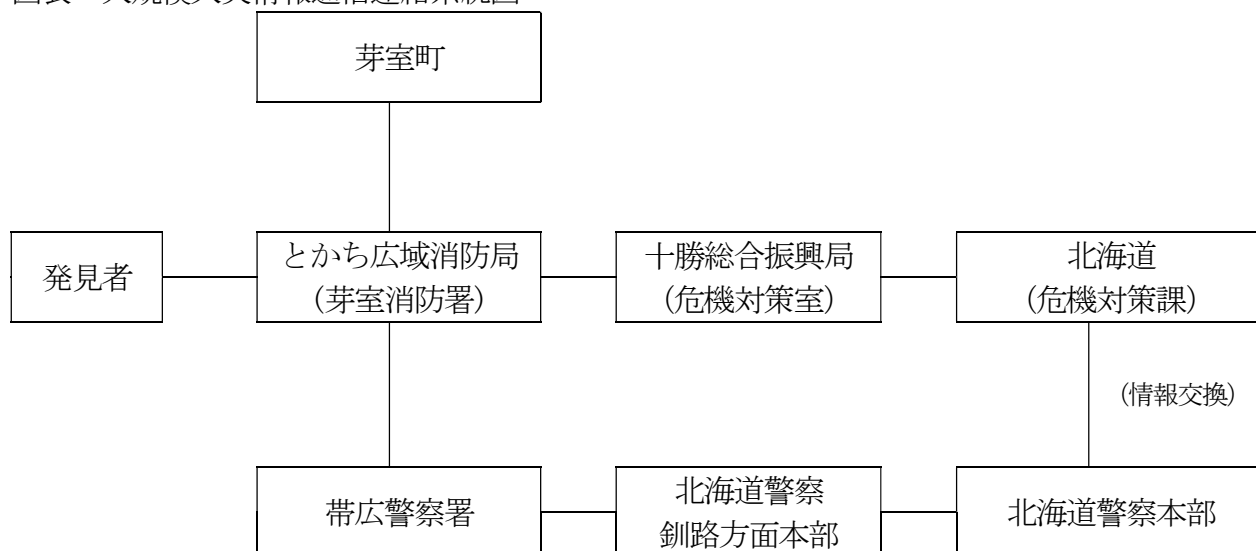 芽室町
発見者
とかち広域消防局
（芽室消防署）
十勝総合振興局
（危機対策室）
北海道
（危機対策課）
（情報交換）
帯広警察署
北海道警察
釧路方面本部
北海道警察本部